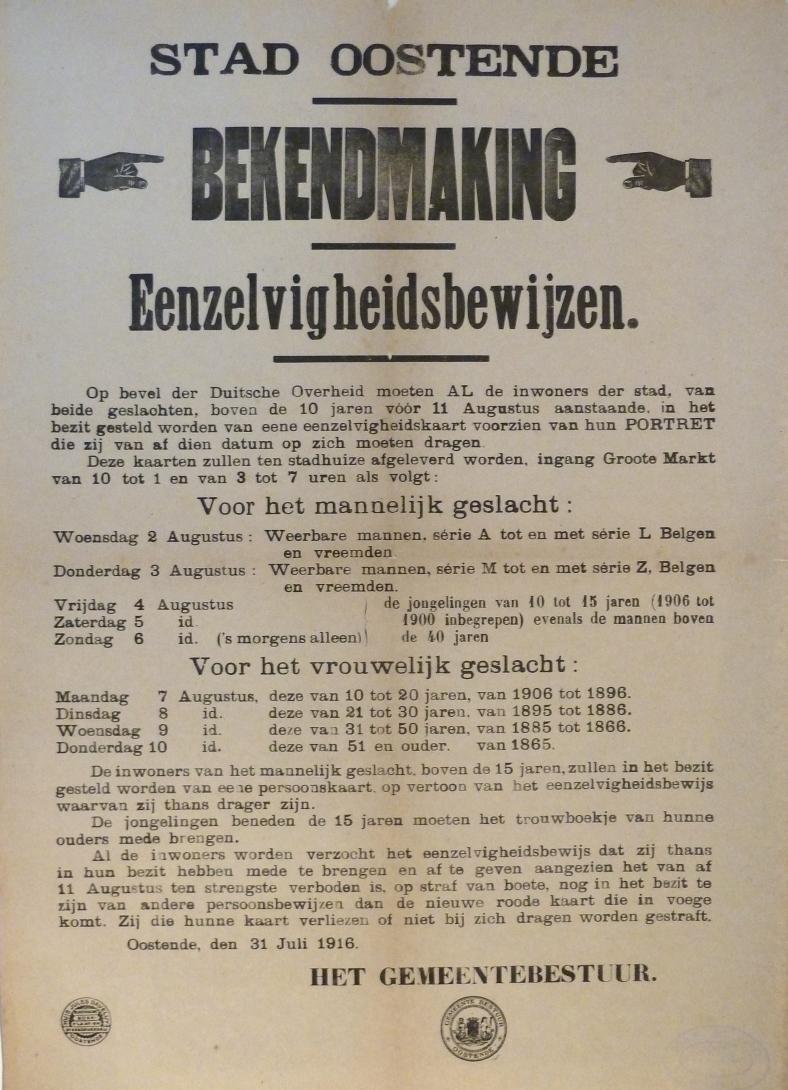 STAD OOSTENDE
BEKENDMAKING
Eenzelvigheidsbewijzen.
Op bevel der Duitsche Overheid moeten AL de inwoners der stad, van
beide geslachten, boven de 10 jaren vóór 11 Augustus aanstaande, in het
bezit gesteld worden van eene eenzelvigheidskaart voorzien van hun PORTRET
die zij van af dien datum op zich moeten dragen.
Deze kaarten zullen ten stadhuize afgeleverd worden, ingang Groote Markt
van 10 tot 1 en van 3 tot 7 uren als volgt:
Voor het mannelijk geslacht:
Woensdag 2 Augustus: Weerbare mannen, série A tot en met série L Belgen
en vreemden
Donderdag 3 Augustus: Weerbare mannen, série M tot en met série Z, Belgen
en vreemden.
Vrijdag 4 Augustus de jongelingen van 10 tot 15 jaren (1906 tot
Zaterdag 5 id. 1900 inbegrepen) evenals de mannen boven
Zondag 6 id. ('s morgens alleen) de 40 jaren
Voor het vrouwelijk geslacht:
Maandag 7 Augustus, deze van 10 tot 20 jaren, van 1906 tot 1896.
Dinsdag 8 id. deze van 21 tot 30 jaren, van 1895 tot 1886.
Woensdag 9 id. deze van 31 tot 50 jaren, van 1885 tot 1866.
Donderdag 10 id. deze van 51 en ouder. van 1865.
De inwoners van het mannelijk geslacht, boven de 15 jaren, zullen in het bezit
gesteld worden van eene persoonskaart, op vertoon van het eenzelvigheidsbewijs
waarvan zij thans drager zijn.
De jongelingen beneden de 15 jaren moeten het trouwboekje van hunne
ouders mede brengen.
Al de inwoners worden verzocht het eenzelvigheidsbewijs dat zij thans
in hun bezit hebben mede te brengen en af te geven aangezien het van af
11 Augustus ten strengste verboden is, op straf van boete, nog in het bezit te
zijn van andere persoonsbewijzen dan de nieuwe roode kaart die in voege
komt. Zij die hunne kaart verliezen of niet bij zich dragen worden gestraft.
Oostende, den 31 Juli 1916.
HET GEMEENTEBESTUUR.
GEMEENTE BESTUUR
OOSTENDE